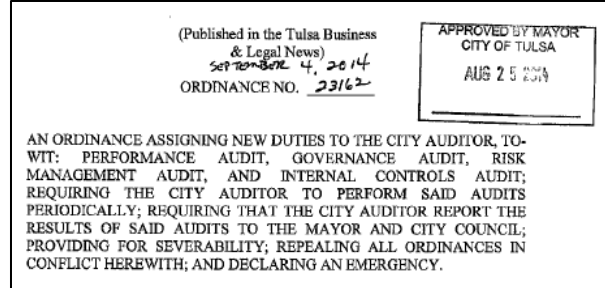 (Published in the Tulsa Business
& Legal News)
September 4, 2014
ORDINANCE NO. 23162
APPROVED BY MAYOR
CITY OF TULSA
AUG 25 2014
AN ORDINANCE ASSIGNING NEW DUTIES TO THE CITY AUDITOR, TO-
WIT: PERFORMANCE AUDIT, GOVERNANCE AUDIT, RISK
MANAGEMENT AUDIT, AND INTERNAL CONTROLS AUDIT;
REQUIRING THE CITY AUDITOR TO PERFORM SAID AUDITS
PERIODICALLY; REQUIRING THAT THE CITY AUDITOR REPORT THE
RESULTS OF SAID AUDITS TO THE MAYOR AND CITY COUNCIL;
PROVIDING FOR SEVERABILITY; REPEALING ALL ORDINANCES IN
CONFLICT HEREWITH; AND DECLARING AN EMERGENCY.